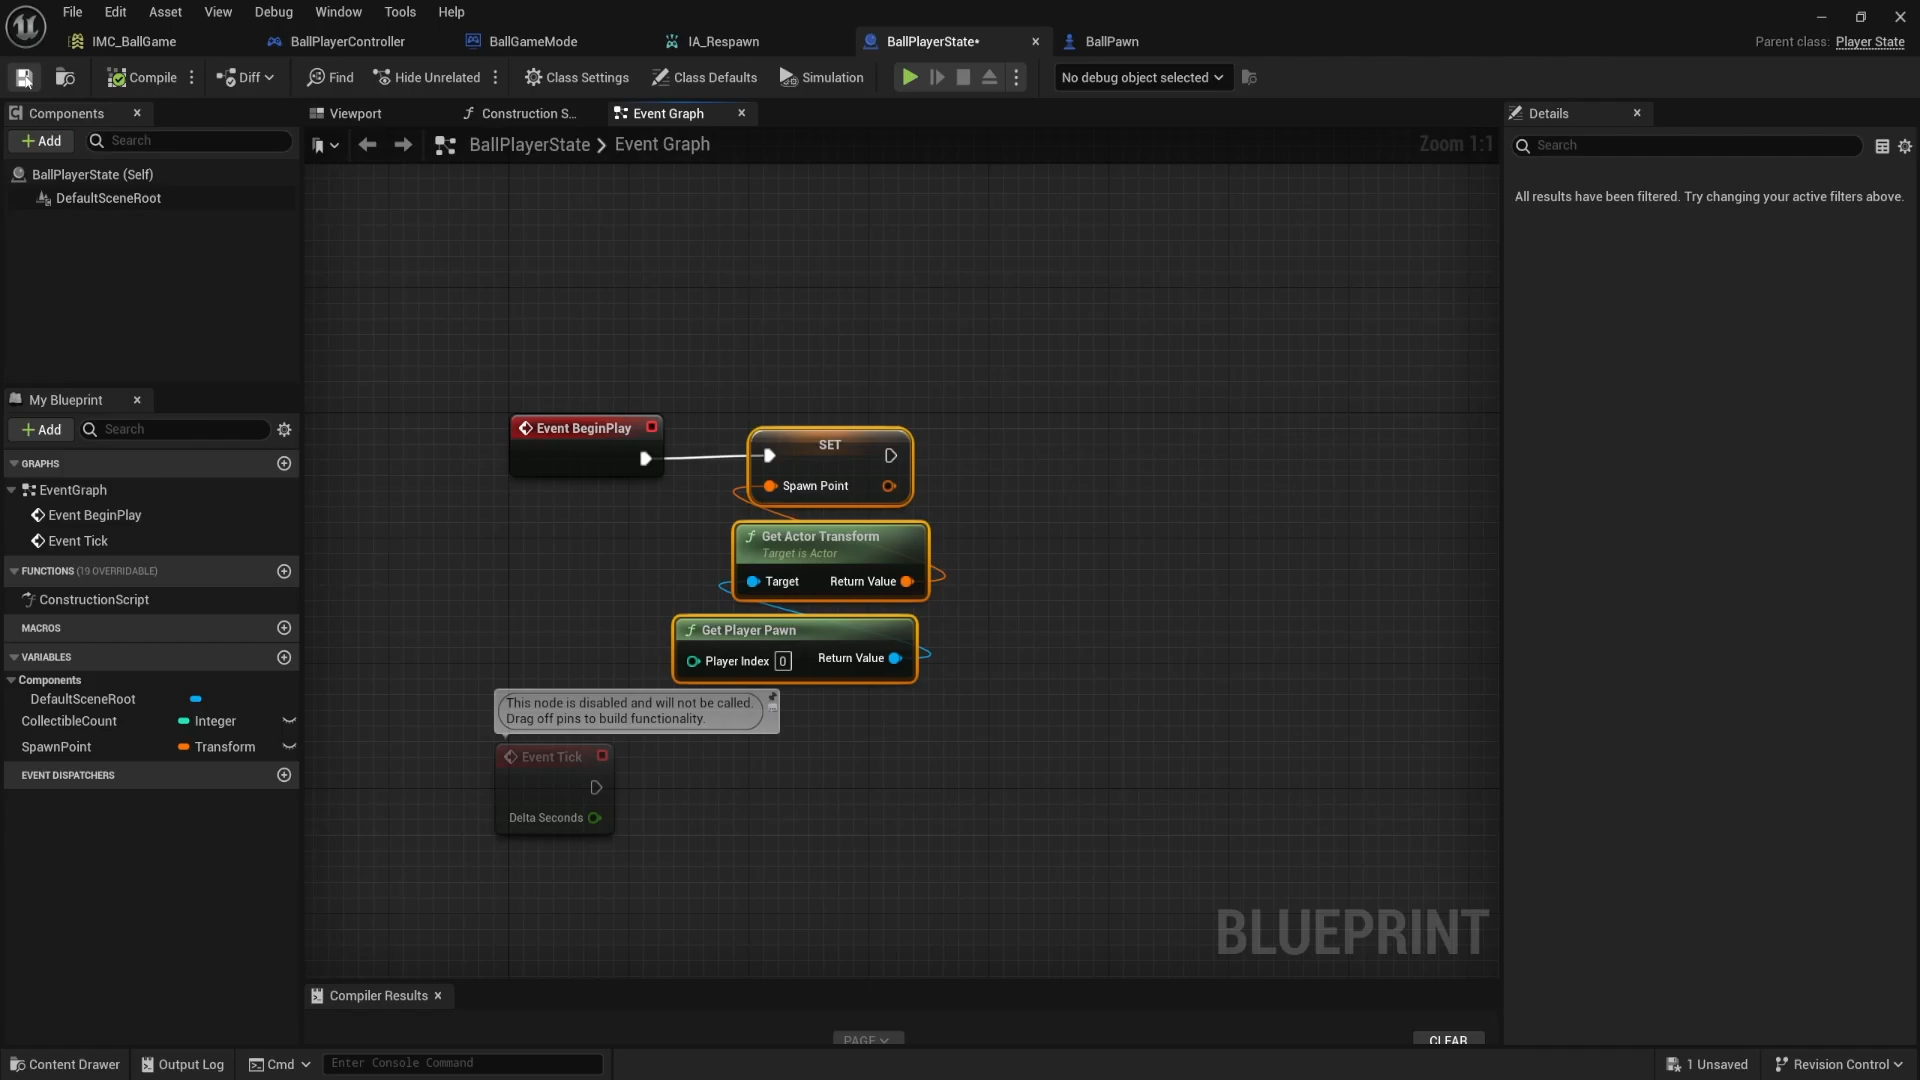 File Edit Asset View Debug Window Tools Help
IMC_BallGame BallPlayerController BallGameMode IA_Respawn BallPlayerState* BallPawn Parent class: Player State
Compile Diff Find Hide Unrelated Class Settings Class Defaults Simulation No debug object selected
Components Viewport Construction S... Event Graph Details
Add Search BallPlayerState Event Graph Zoom 1:1 Search
BallPlayerState (Self)
DefaultSceneRoot
All results have been filtered. Try changing your active filters above.
My Blueprint
Add Search
GRAPHS
EventGraph
Event BeginPlay
Event Tick
FUNCTIONS (19 OVERRIDABLE)
ConstructionScript
MACROS
VARIABLES
Components
DefaultSceneRoot
CollectibleCount Integer
SpawnPoint Transform
EVENT DISPATCHERS
Event BeginPlay
SET
Spawn Point
Get Actor Transform
Target is Actor
Target Return Value
Get Player Pawn
Player Index 0 Return Value
This node is disabled and will not be called.
Drag off pins to build functionality.
Event Tick
Delta Seconds
BLUEPRINT
Compiler Results
PAGE CLEAR
Content Drawer Output Log Cmd Enter Console Command 1 Unsaved Revision Control